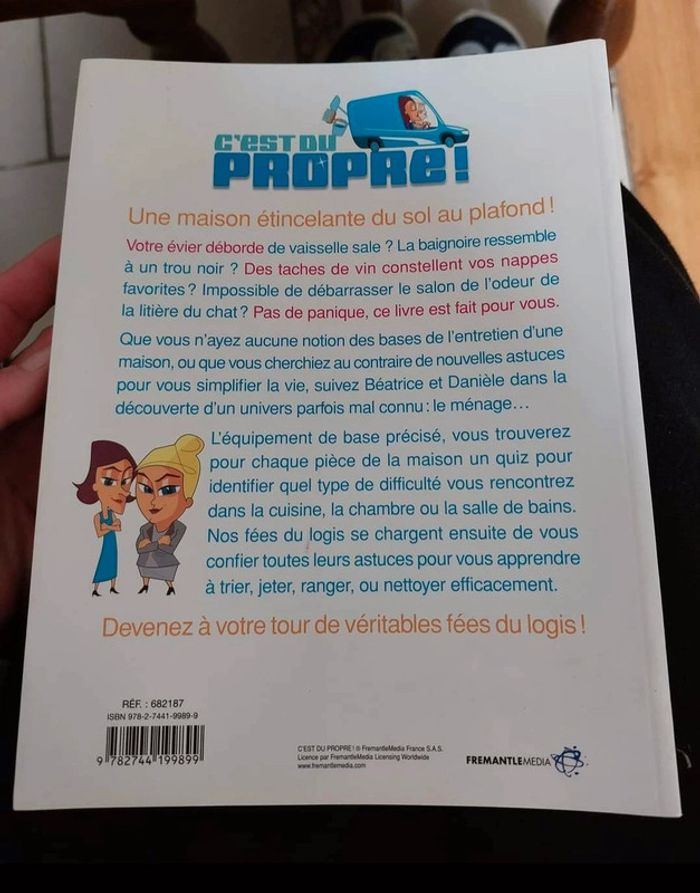 C'EST DU
PROPRE !
Une maison étincelante du sol au plafond !
Votre évier déborde de vaisselle sale ? La baignoire ressemble
à un trou noir ? Des taches de vin constellent vos nappes
favorites ? Impossible de débarrasser le salon de l'odeur de
la litière du chat ? Pas de panique, ce livre est fait pour vous.
Que vous n'ayez aucune notion des bases de l'entretien d'une
maison, ou que vous cherchiez au contraire de nouvelles astuces
pour vous simplifier la vie, suivez Béatrice et Danièle dans la
découverte d'un univers parfois mal connu : le ménage...
L'équipement de base précisé, vous trouverez
pour chaque pièce de la maison un quiz pour
identifier quel type de difficulté vous rencontrez
dans la cuisine, la chambre ou la salle de bains.
Nos fées du logis se chargent ensuite de vous
confier toutes leurs astuces pour vous apprendre
à trier, jeter, ranger, ou nettoyer efficacement.
Devenez à votre tour de véritables fées du logis !
RÉF. : 682187
ISBN 978-2-7441-9989-9
9 782744 199899
C'EST DU PROPRE ! ® FremantleMedia France S.A.S.
Licence par FremantleMedia Licensing Worldwide
www.fremantlemedia.com
FREMANTLEMEDIA